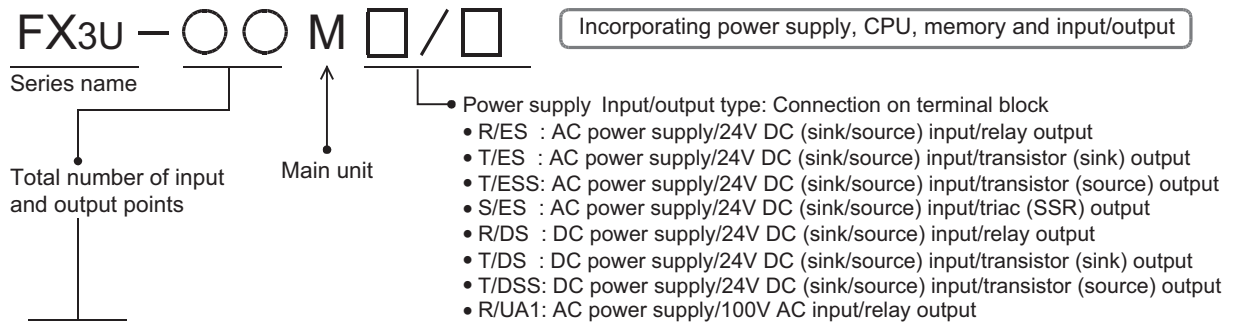 FX3U – ○○ M □/□
Incorporating power supply, CPU, memory and input/output
Series name
Power supply Input/output type: Connection on terminal block
• R/ES : AC power supply/24V DC (sink/source) input/relay output
• T/ES : AC power supply/24V DC (sink/source) input/transistor (sink) output
• T/ESS: AC power supply/24V DC (sink/source) input/transistor (source) output
• S/ES : AC power supply/24V DC (sink/source) input/triac (SSR) output
• R/DS : DC power supply/24V DC (sink/source) input/relay output
• T/DS : DC power supply/24V DC (sink/source) input/transistor (sink) output
• T/DSS: DC power supply/24V DC (sink/source) input/transistor (source) output
• R/UA1: AC power supply/100V AC input/relay output
Main unit
Total number of input
and output points